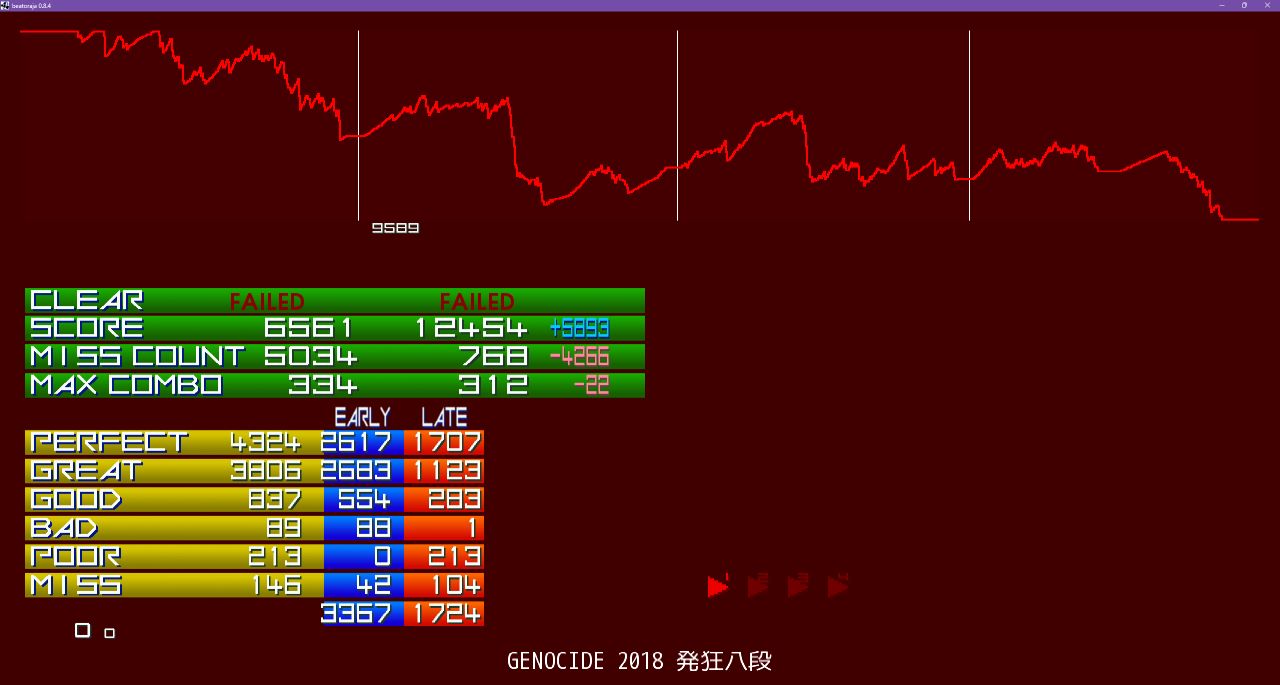 beatoraja 0.8.4
9589
CLEAR FAILED FAILED
SCORE 6561 12454 +5893
MISS COUNT 5034 768 -4266
MAX COMBO 334 312 -22
EARLY LATE
PERFECT 4324 2617 1707
GREAT 3806 2683 1123
GOOD 837 554 283
BAD 89 88 1
POOR 213 0 213
MISS 146 42 104
3367 1724
0 0
GENOCIDE 2018 発狂八段